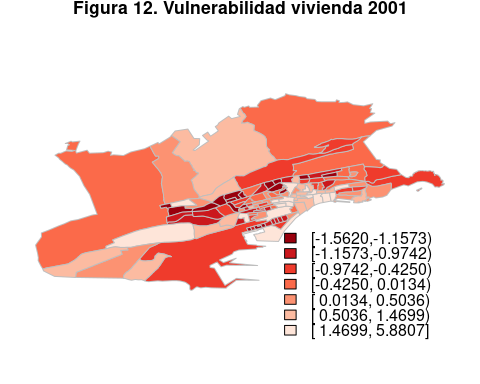 Figura 12. Vulnerabilidad vivienda 2001
[-1.5620,-1.1573)
[-1.1573,-0.9742)
[-0.9742,-0.4250)
[-0.4250, 0.0134)
[ 0.0134, 0.5036)
[ 0.5036, 1.4699)
[ 1.4699, 5.8807]